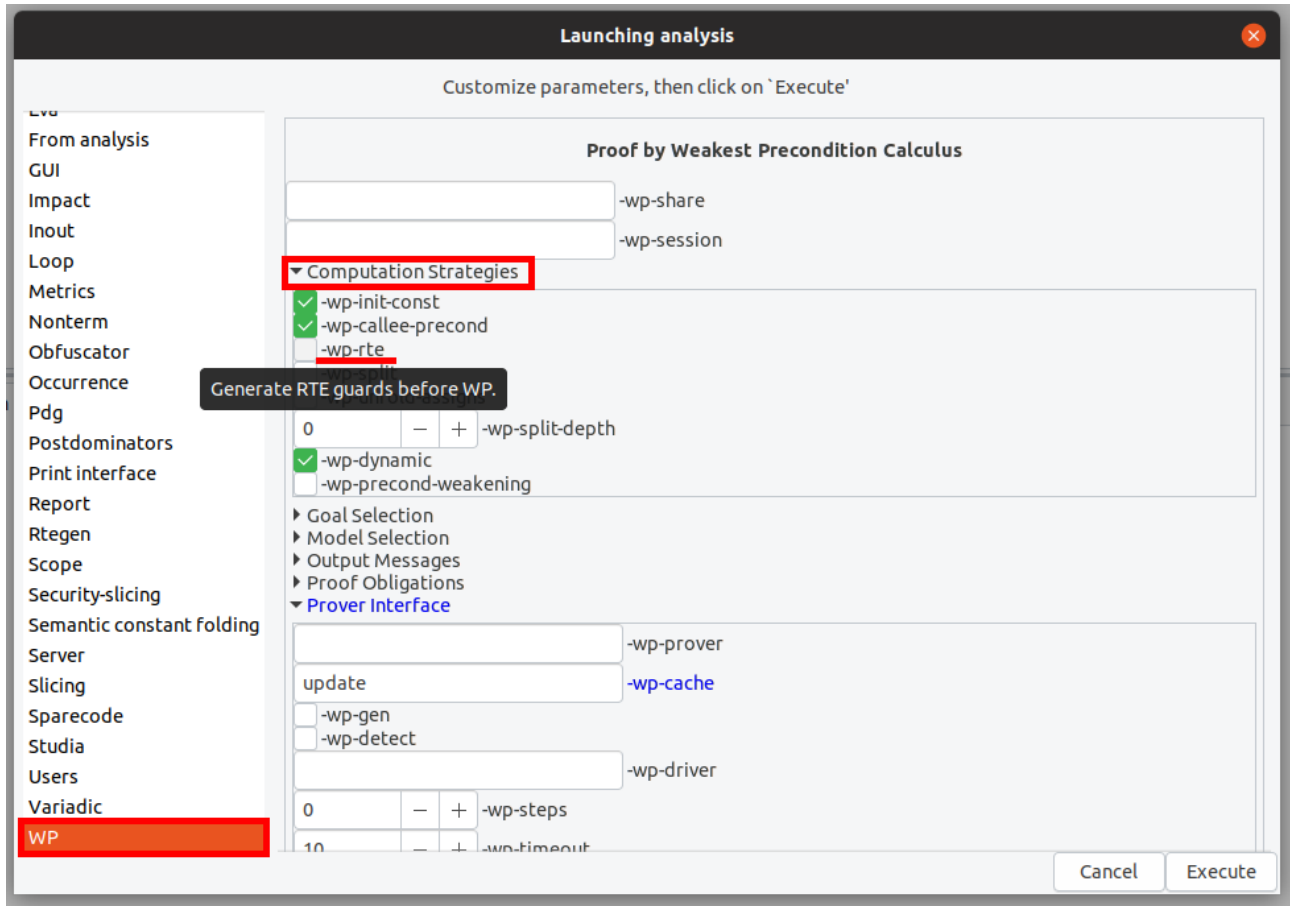 Launching analysis
Customize parameters, then click on `Execute'
Eva
From analysis
GUI
Impact
Inout
Loop
Metrics
Nonterm
Obfuscator
Occurrence
Pdg
Postdominators
Print interface
Report
Rtegen
Scope
Security-slicing
Semantic constant folding
Server
Slicing
Sparecode
Studia
Users
Variadic
WP
Proof by Weakest Precondition Calculus
-wp-share
-wp-session
Computation Strategies
-wp-init-const
-wp-callee-precond
-wp-rte
-wp-split
Generate RTE guards before WP.
0 -wp-split-depth
-wp-dynamic
-wp-precond-weakening
Goal Selection
Model Selection
Output Messages
Proof Obligations
Prover Interface
-wp-prover
update -wp-cache
-wp-gen
-wp-detect
-wp-driver
0 -wp-steps
10 -wp-timeout
Cancel Execute